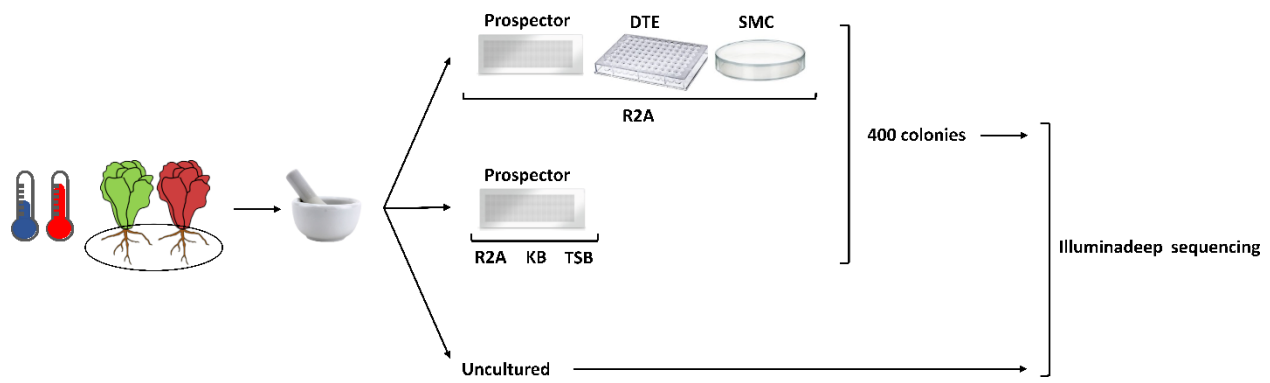 Prospector DTE SMC
R2A
400 colonies
Prospector
R2A KB TSB
Illuminadeep sequencing
Uncultured